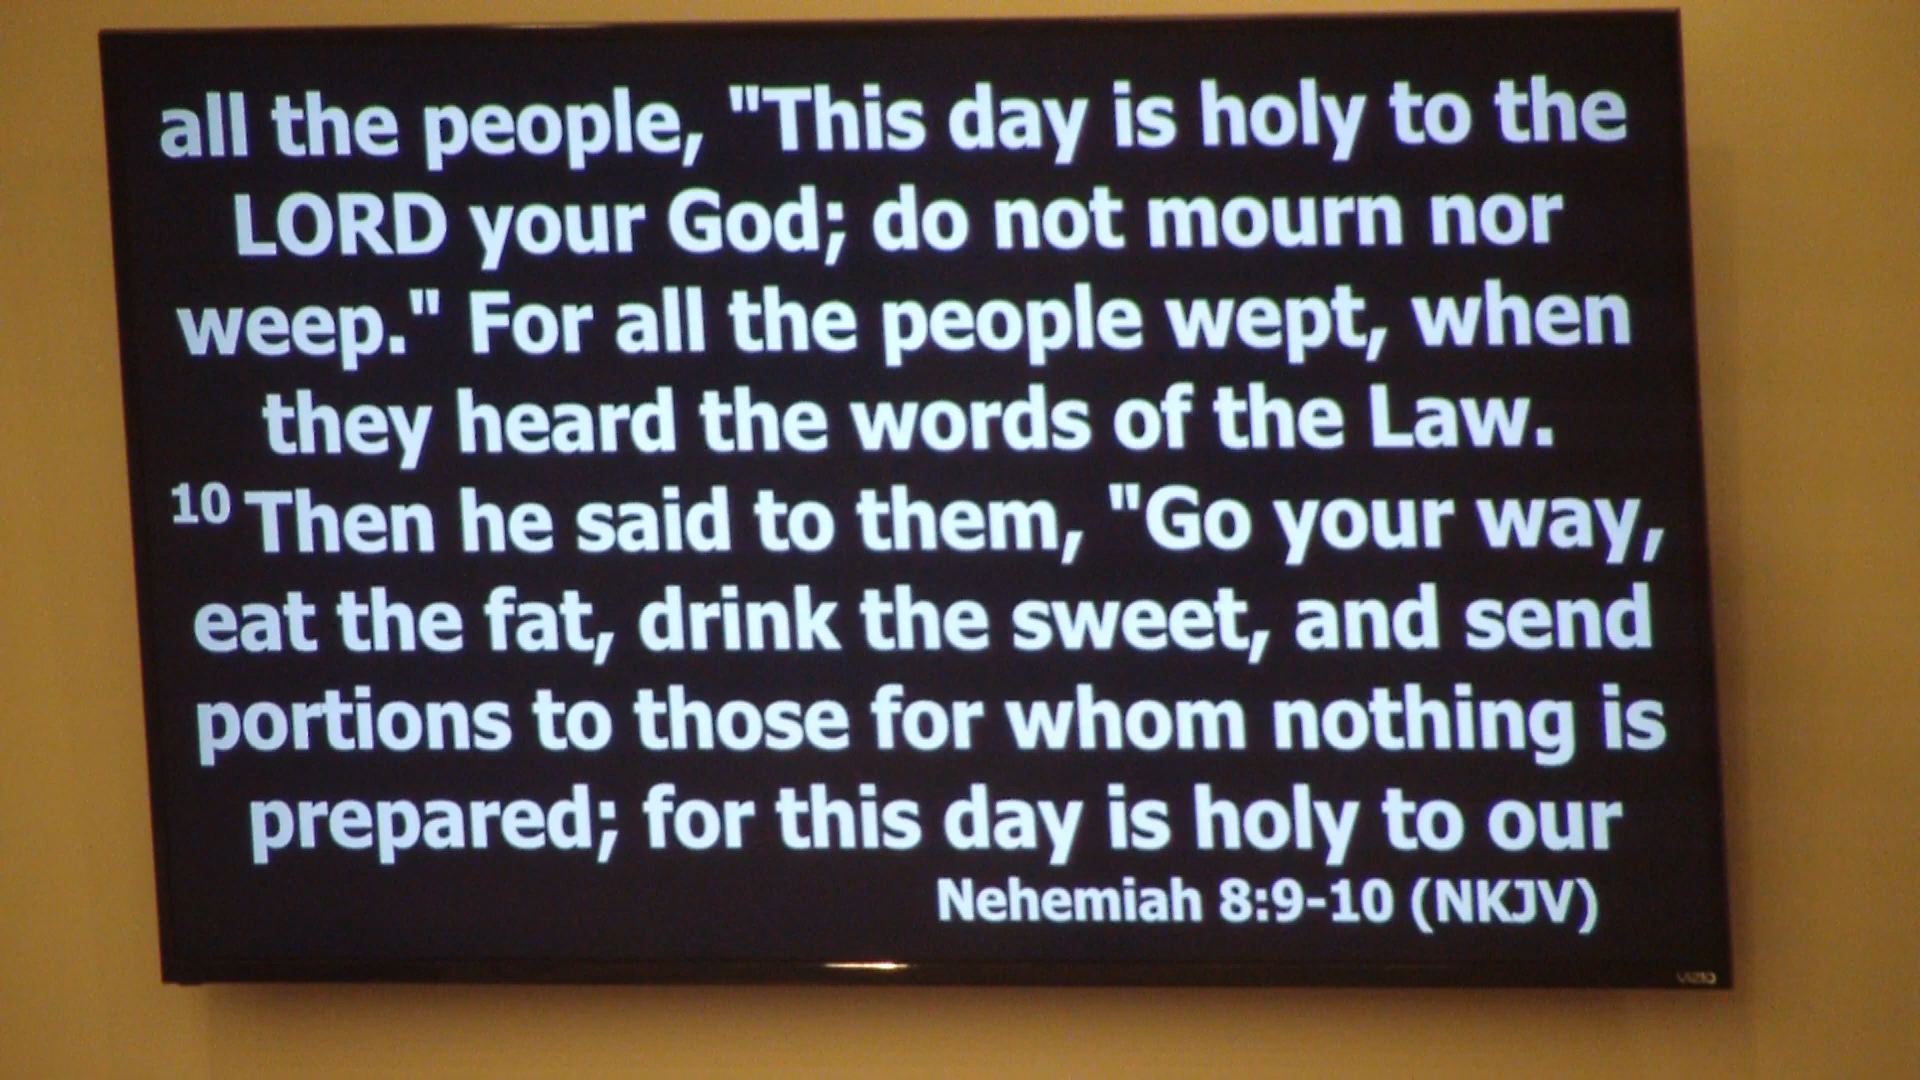 all the people, "This day is holy to the
LORD your God; do not mourn nor
weep." For all the people wept, when
they heard the words of the Law.
10 Then he said to them, "Go your way,
eat the fat, drink the sweet, and send
portions to those for whom nothing is
prepared; for this day is holy to our
Nehemiah 8:9-10 (NKJV)
VIZIO